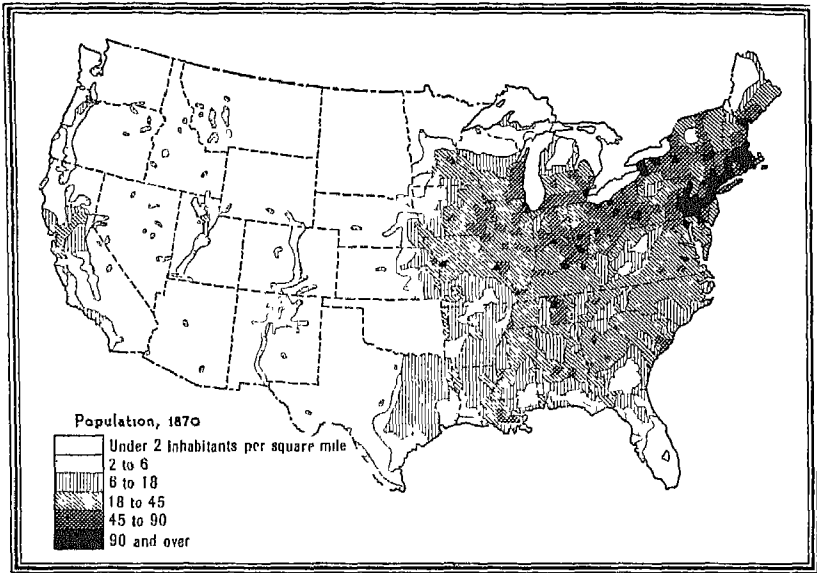 Population, 1870
Under 2 inhabitants per square mile
2 to 6
6 to 18
18 to 45
45 to 90
90 and over